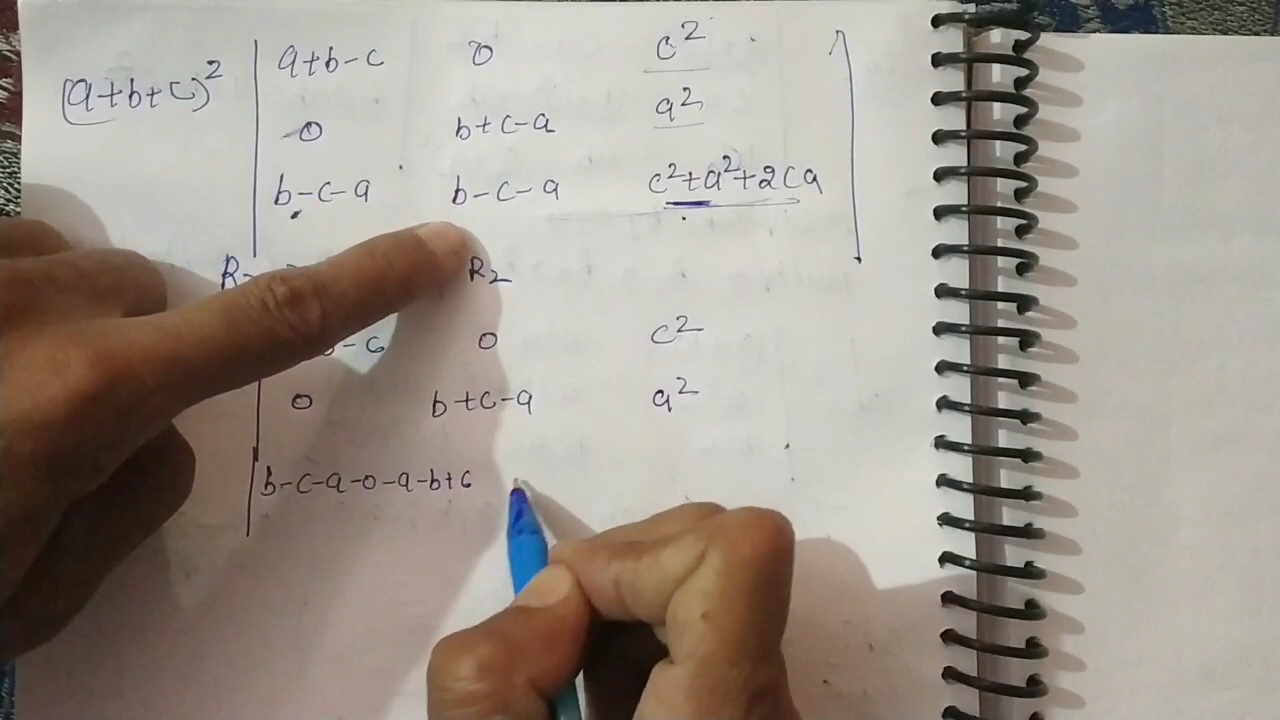 (a+b+c)² | a+b-c 0 c²
0 b+c-a a²
b-c-a b-c-a c²+a²+2ca |
R R₂
b-c 0 c²
0 b+c-a a²
b-c-a-0-a-b+c